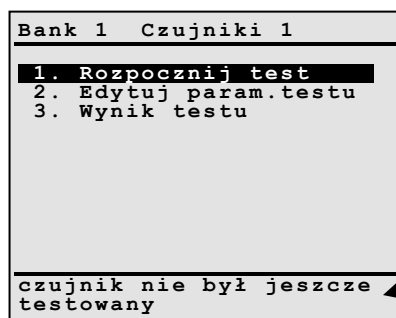 Bank 1 Czujniki 1
1. Rozpocznij test
2. Edytuj param.testu
3. Wynik testu
czujnik nie był jeszcze
testowany